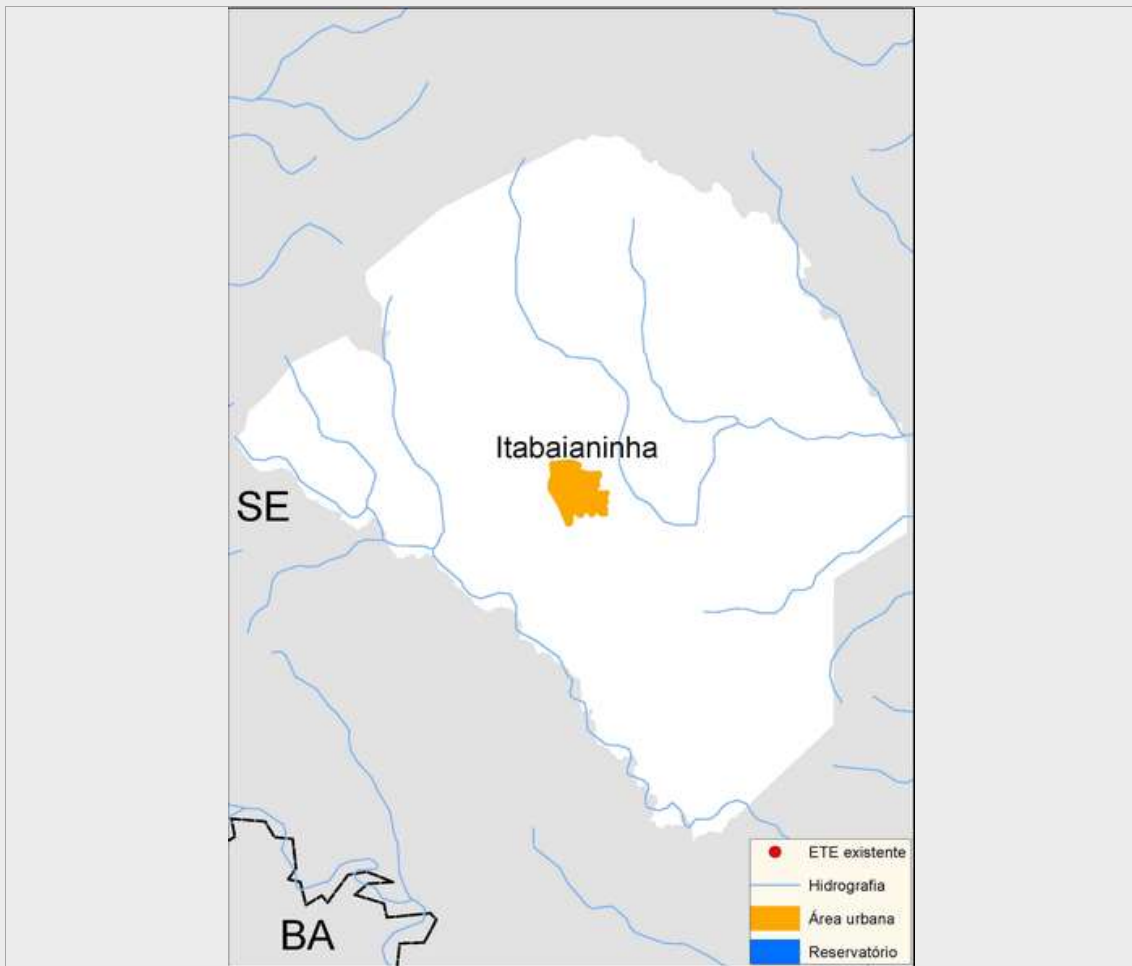 Itabaianinha
SE
BA
ETE existente
Hidrografia
Área urbana
Reservatório